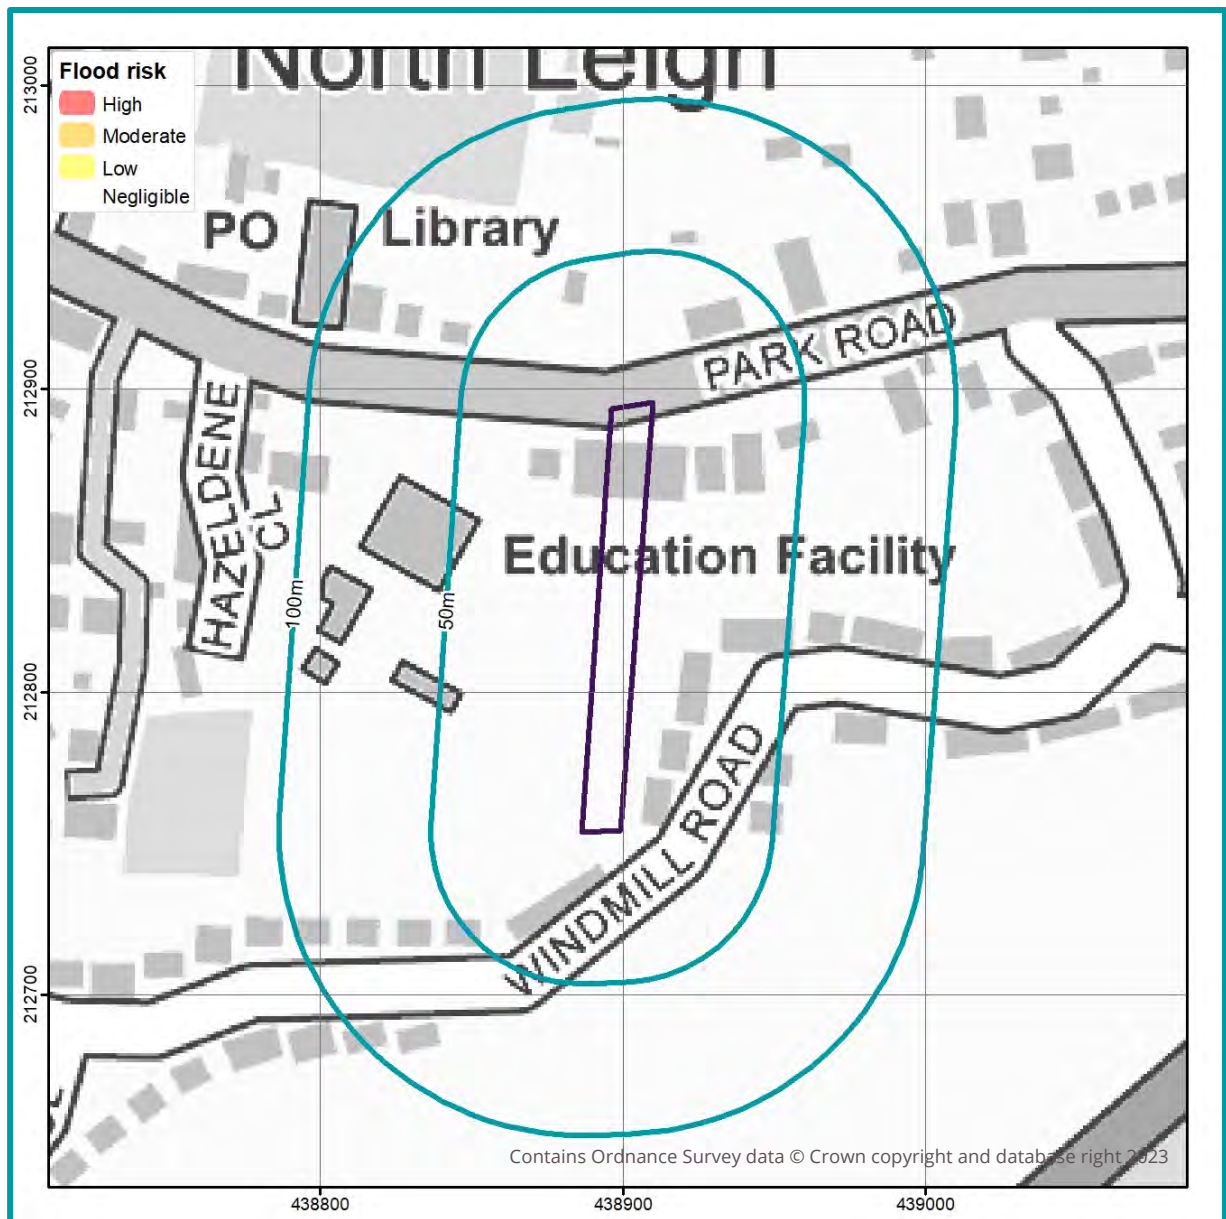 North Leigh
Flood risk
High
Moderate
Low
Negligible
213000
PO
Library
PARK ROAD
212900
HAZELDENE
CL
Education Facility
100m
50m
212800
WINDMILL ROAD
212700
Contains Ordnance Survey data © Crown copyright and database right 2023
438800
438900
439000